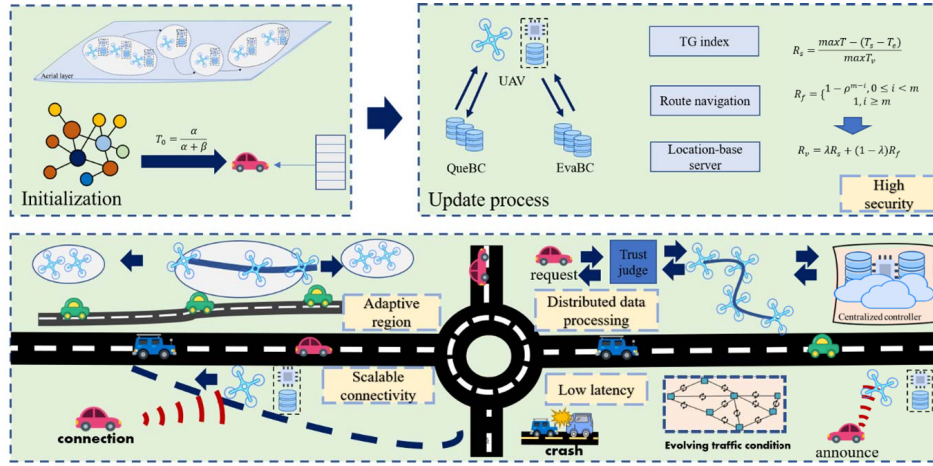 Aerial layer
T₀ = α / (α + β)
Initialization
UAV
QueBC
EvaBC
Update process
TG index
Route navigation
Location-base
server
R_s = (maxT − (T_s − T_e)) / maxT_v
R_f = {1 − ρ^{m−i}, 0 ≤ i < m
1, i ≥ m
R_v = λR_s + (1 − λ)R_f
High
security
Adaptive
region
request
Trust
judge
Distributed data
processing
Centralized controller
Scalable
connectivity
connection
Low latency
crash
Evolving traffic condition
announce